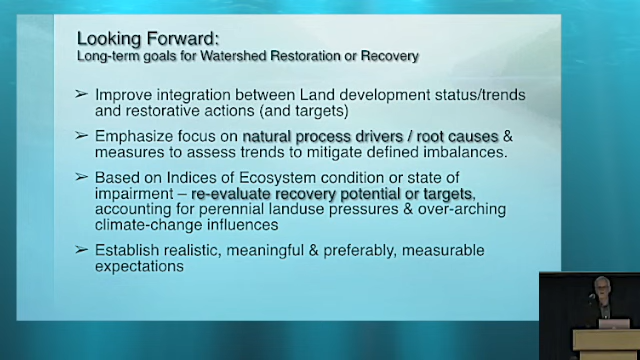 Looking Forward:
Long-term goals for Watershed Restoration or Recovery
➢ Improve integration between Land development status/trends
and restorative actions (and targets)
➢ Emphasize focus on natural process drivers / root causes &
measures to assess trends to mitigate defined imbalances.
➢ Based on Indices of Ecosystem condition or state of
impairment – re-evaluate recovery potential or targets,
accounting for perennial landuse pressures & over-arching
climate-change influences
➢ Establish realistic, meaningful & preferably, measurable
expectations